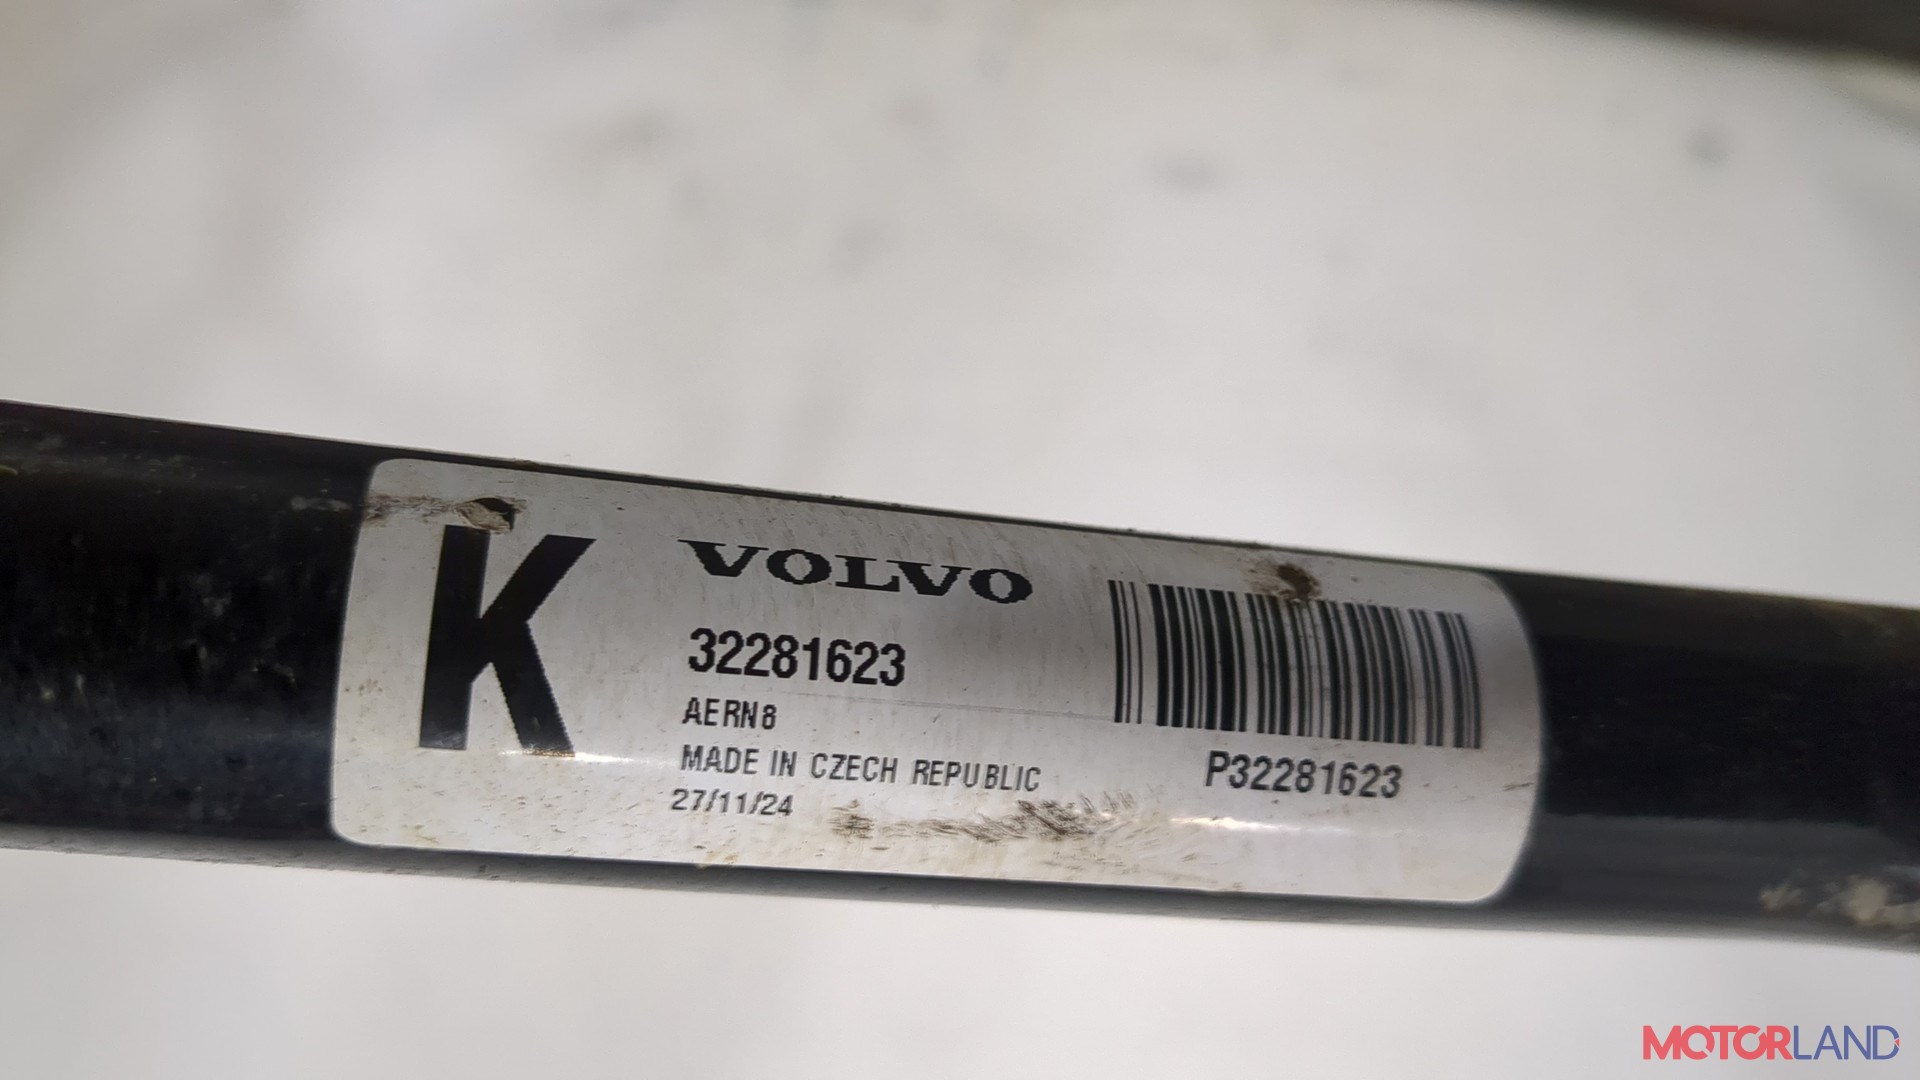 K
VOLVO
32281623
AERN8
MADE IN CZECH REPUBLIC
27/11/24
P32281623
MOTORLAND